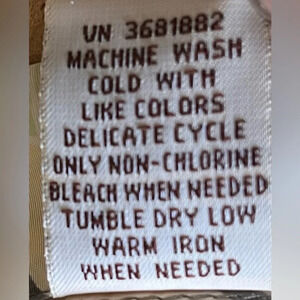 VN 3681882
MACHINE WASH
COLD WITH
LIKE COLORS
DELICATE CYCLE
ONLY NON-CHLORINE
BLEACH WHEN NEEDED
TUMBLE DRY LOW
WARM IRON
WHEN NEEDED